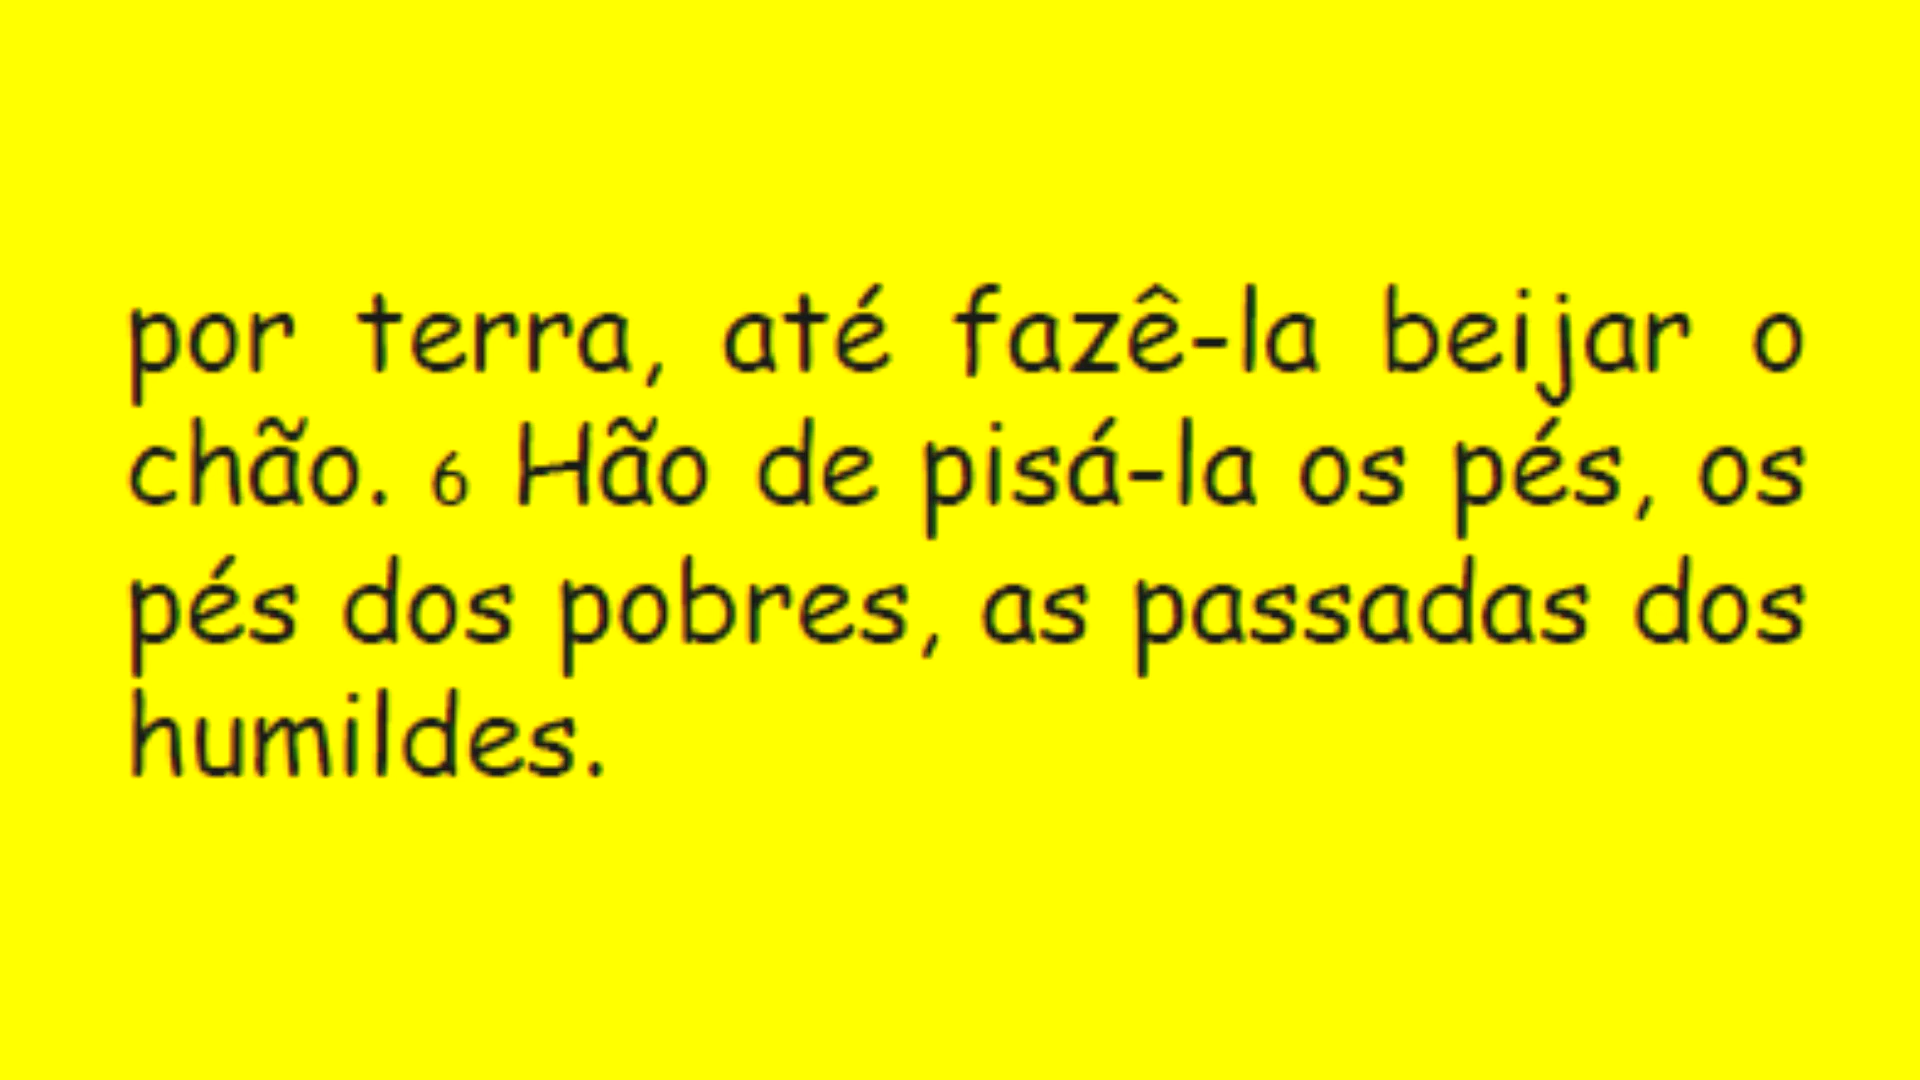 por terra, até fazê-la beijar o
chão. 6 Hão de pisá-la os pés, os
pés dos pobres, as passadas dos
humildes.